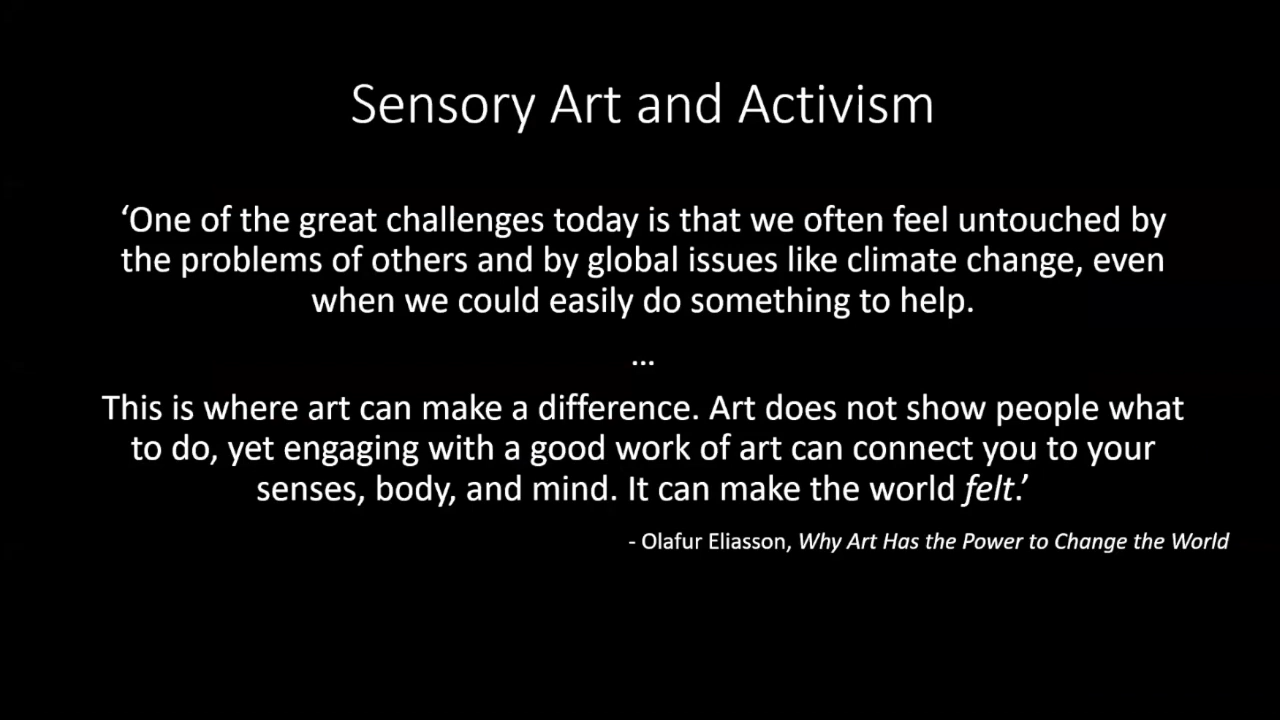 Sensory Art and Activism
‘One of the great challenges today is that we often feel untouched by
the problems of others and by global issues like climate change, even
when we could easily do something to help.
...
This is where art can make a difference. Art does not show people what
to do, yet engaging with a good work of art can connect you to your
senses, body, and mind. It can make the world felt.’
- Olafur Eliasson, Why Art Has the Power to Change the World